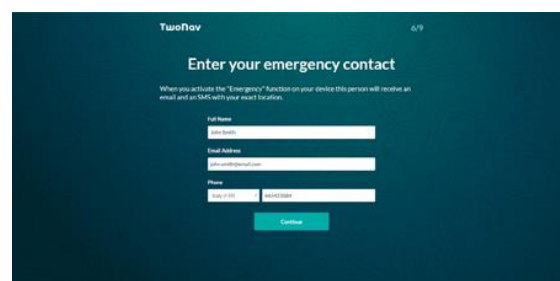 TwoNav
6/9
Enter your emergency contact
When you activate the "Emergency" function on your device this person will receive an
email and an SMS with your exact location.
Full Name
John Smith
Email Address
Phone
Continue